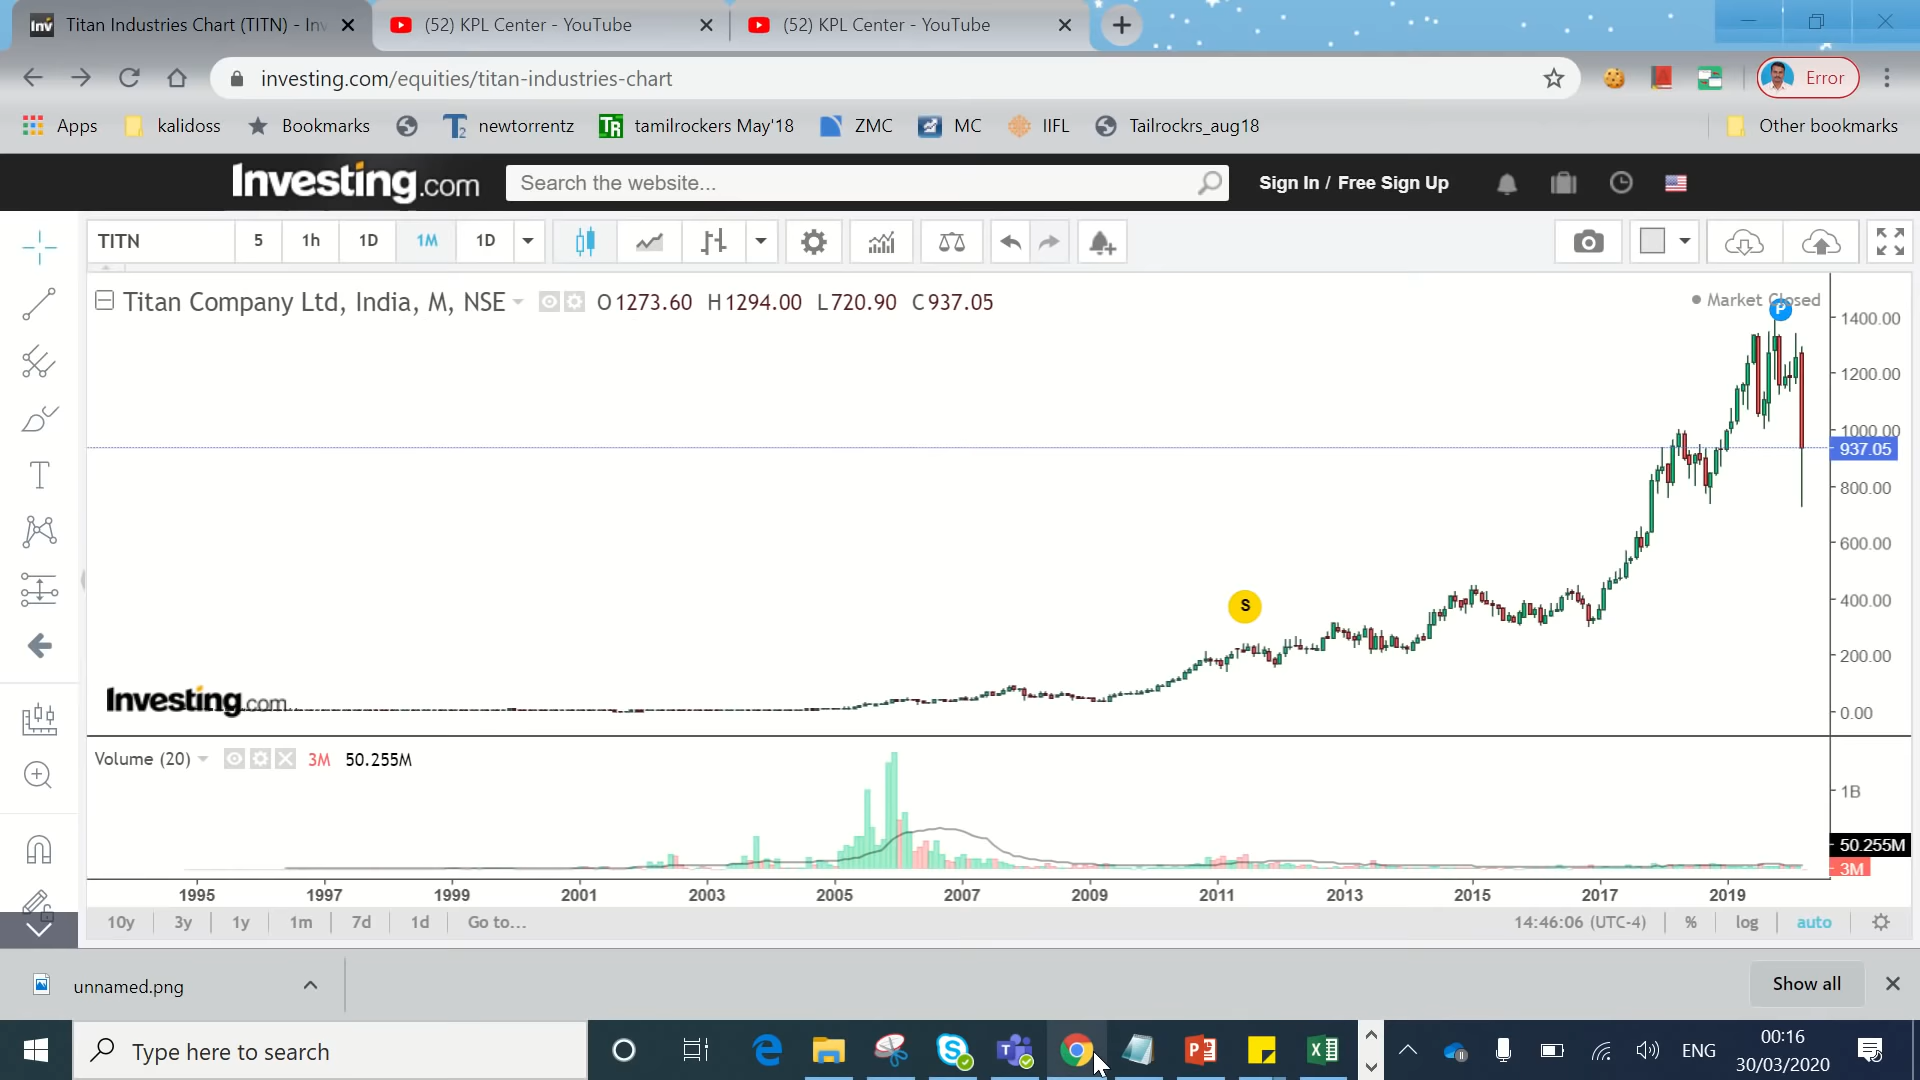 Titan Industries Chart (TITN) - Inv
(52) KPL Center - YouTube
(52) KPL Center - YouTube
investing.com/equities/titan-industries-chart
Error
Apps
kalidoss
Bookmarks
newtorrentz
tamilrockers May'18
ZMC
MC
IIFL
Tailrockrs_aug18
Other bookmarks
Investing.com
Search the website...
Sign In / Free Sign Up
TITN
5
1h
1D
1M
1D
Titan Company Ltd, India, M, NSE
O1273.60 H1294.00 L720.90 C937.05
Market Closed
P
1400.00
1200.00
1000.00
937.05
800.00
600.00
400.00
200.00
0.00
S
Investing.com
Volume (20)
3M
50.255M
1B
50.255M
3M
1995
1997
1999
2001
2003
2005
2007
2009
2011
2013
2015
2017
2019
10y
3y
1y
1m
7d
1d
Go to...
14:46:06 (UTC-4)
%
log
auto
unnamed.png
Show all
Type here to search
ENG
00:16
30/03/2020